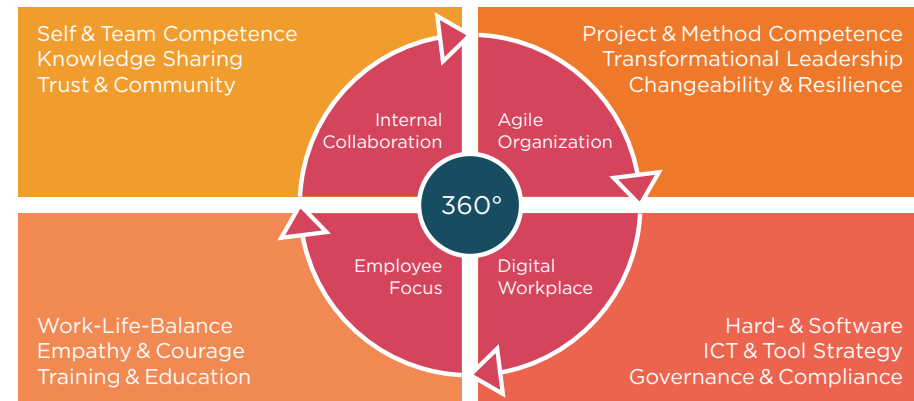 Self & Team Competence
Knowledge Sharing
Trust & Community
Project & Method Competence
Transformational Leadership
Changeability & Resilience
Internal
Collaboration
Agile
Organization
360°
Employee
Focus
Digital
Workplace
Work-Life-Balance
Empathy & Courage
Training & Education
Hard- & Software
ICT & Tool Strategy
Governance & Compliance